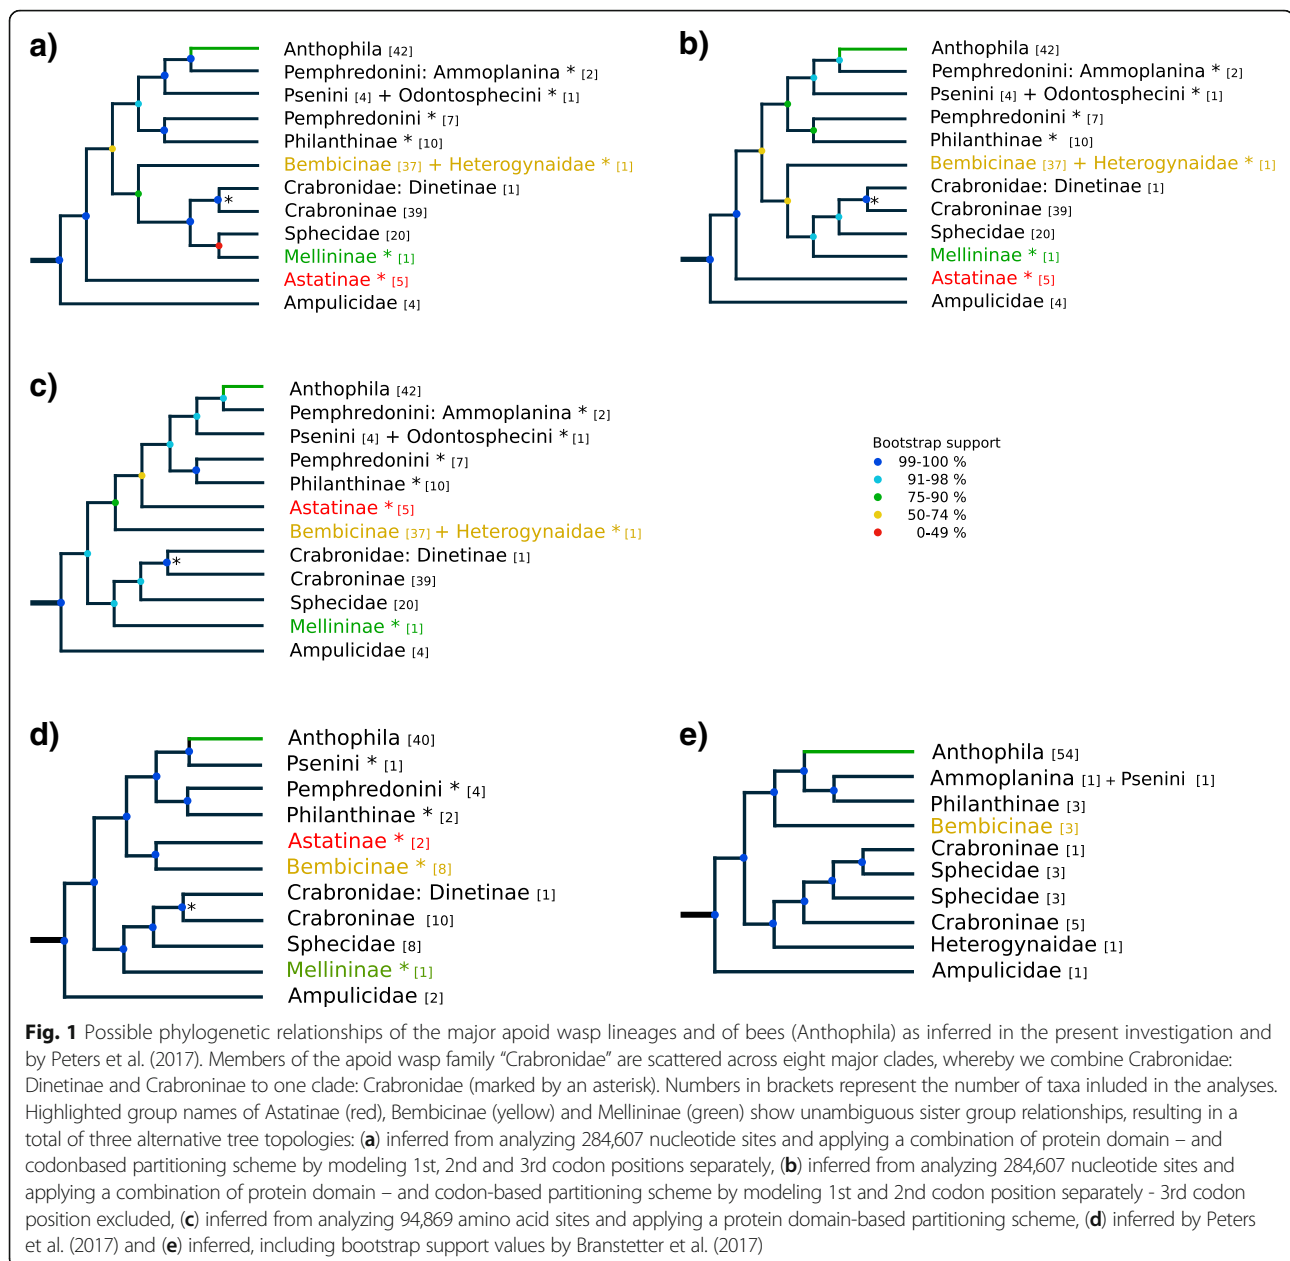 a)
Anthophila [42]
Pemphredonini: Ammoplanina * [2]
Psenini [4] + Odontosphecini * [1]
Pemphredonini * [7]
Philanthinae * [10]
Bembicinae [37] + Heterogynaidae * [1]
Crabronidae: Dinetinae [1]
*
Crabroninae [39]
Sphecidae [20]
Mellininae * [1]
Astatinae * [5]
Ampulicidae [4]
b)
Anthophila [42]
Pemphredonini: Ammoplanina * [2]
Psenini [4] + Odontosphecini * [1]
Pemphredonini * [7]
Philanthinae * [10]
Bembicinae [37] + Heterogynaidae * [1]
Crabronidae: Dinetinae [1]
*
Crabroninae [39]
Sphecidae [20]
Mellininae * [1]
Astatinae * [5]
Ampulicidae [4]
c)
Anthophila [42]
Pemphredonini: Ammoplanina * [2]
Psenini [4] + Odontosphecini * [1]
Pemphredonini * [7]
Philanthinae * [10]
Astatinae * [5]
Bembicinae [37] + Heterogynaidae * [1]
Crabronidae: Dinetinae [1]
*
Crabroninae [39]
Sphecidae [20]
Mellininae * [1]
Ampulicidae [4]
Bootstrap support
99-100 %
91-98 %
75-90 %
50-74 %
0-49 %
d)
Anthophila [40]
Psenini * [1]
Pemphredonini * [4]
Philanthinae * [2]
Astatinae * [2]
Bembicinae * [8]
Crabronidae: Dinetinae [1]
*
Crabroninae [10]
Sphecidae [8]
Mellininae * [1]
Ampulicidae [2]
e)
Anthophila [54]
Ammoplanina [1] + Psenini [1]
Philanthinae [3]
Bembicinae [3]
Crabroninae [1]
Sphecidae [3]
Sphecidae [3]
Crabroninae [5]
Heterogynaidae [1]
Ampulicidae [1]
Fig. 1 Possible phylogenetic relationships of the major apoid wasp lineages and of bees (Anthophila) as inferred in the present investigation and
by Peters et al. (2017). Members of the apoid wasp family “Crabronidae” are scattered across eight major clades, whereby we combine Crabronidae:
Dinetinae and Crabroninae to one clade: Crabronidae (marked by an asterisk). Numbers in brackets represent the number of taxa inluded in the analyses.
Highlighted group names of Astatinae (red), Bembicinae (yellow) and Mellininae (green) show unambiguous sister group relationships, resulting in a
total of three alternative tree topologies: (a) inferred from analyzing 284,607 nucleotide sites and applying a combination of protein domain – and
codonbased partitioning scheme by modeling 1st, 2nd and 3rd codon positions separately, (b) inferred from analyzing 284,607 nucleotide sites and
applying a combination of protein domain – and codon-based partitioning scheme by modeling 1st and 2nd codon position separately - 3rd codon
position excluded, (c) inferred from analyzing 94,869 amino acid sites and applying a protein domain-based partitioning scheme, (d) inferred by Peters
et al. (2017) and (e) inferred, including bootstrap support values by Branstetter et al. (2017)